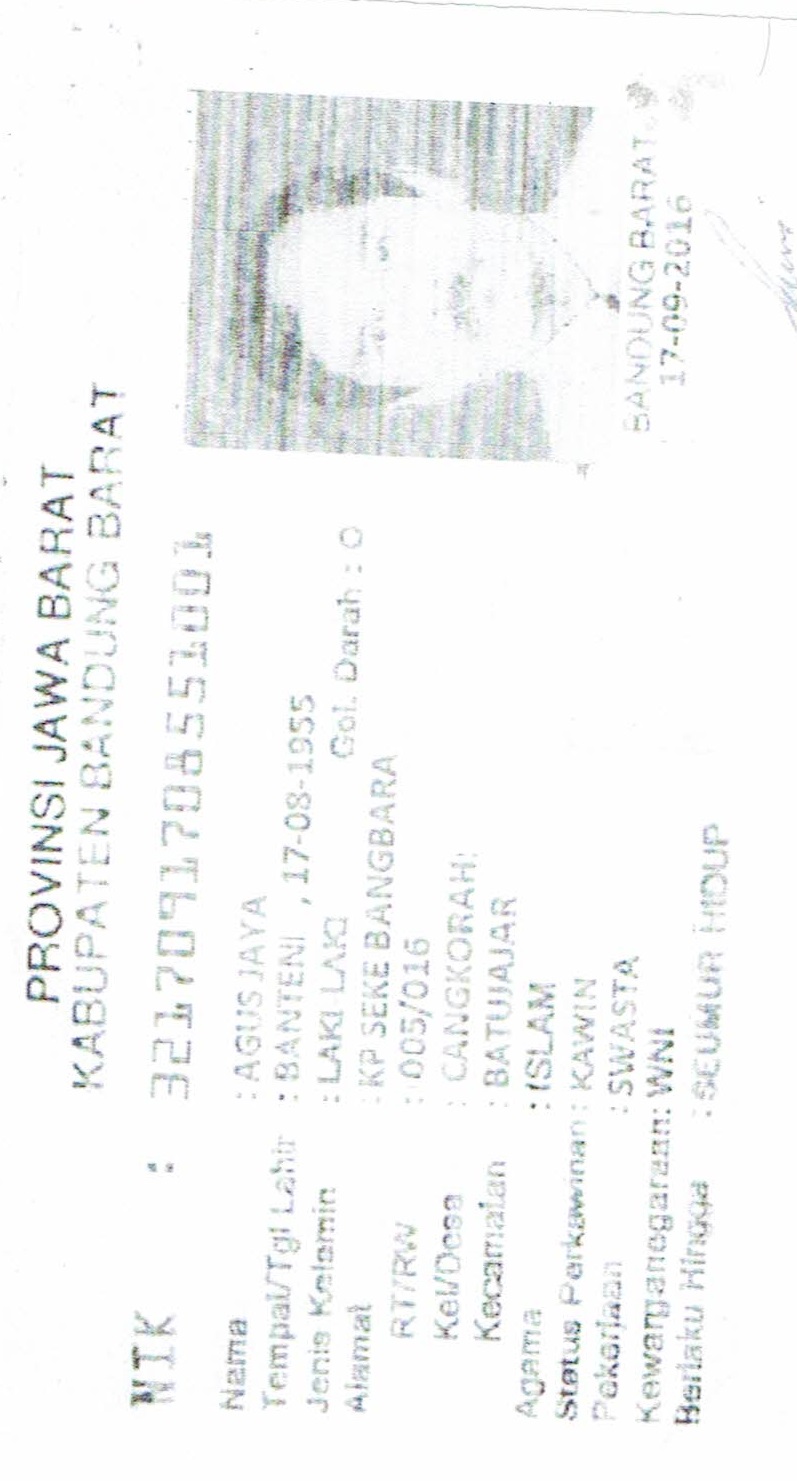 PROVINSI JAWA BARAT
KABUPATEN BANDUNG BARAT
NIK : 3217091708551001
Nama : AGUS JAYA
Tempat/Tgl Lahir : BANTENI , 17-08-1955
Jenis Kelamin : LAKI LAKI Gol. Darah : O
Alamat : KP SEKE BANGBARA
RT/RW : 005/016
Kel/Desa : CANGKORAH
Kecamatan : BATUJAJAR
Agama : ISLAM
Status Perkawinan : KAWIN
Pekerjaan : SWASTA
Kewarganegaraan: WNI
Berlaku Hingga : SEUMUR HIDUP
BANDUNG BARAT
17-09-2016